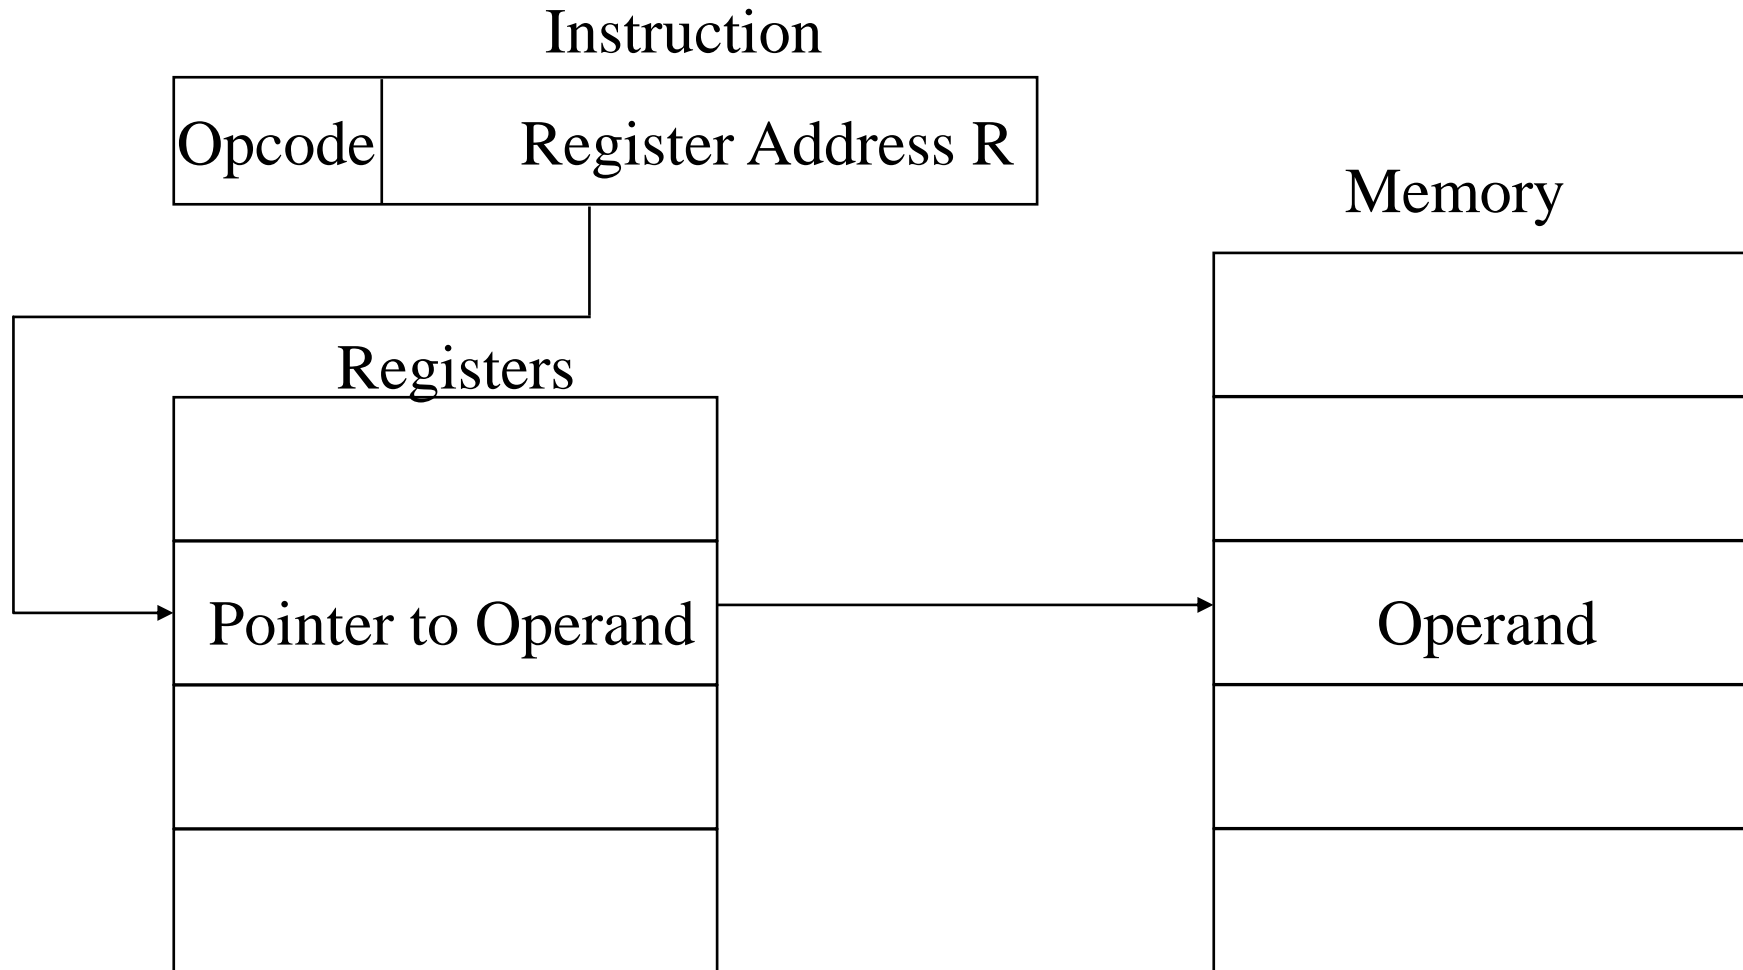 Instruction
Opcode
Register Address R
Memory
Registers
Pointer to Operand
Operand